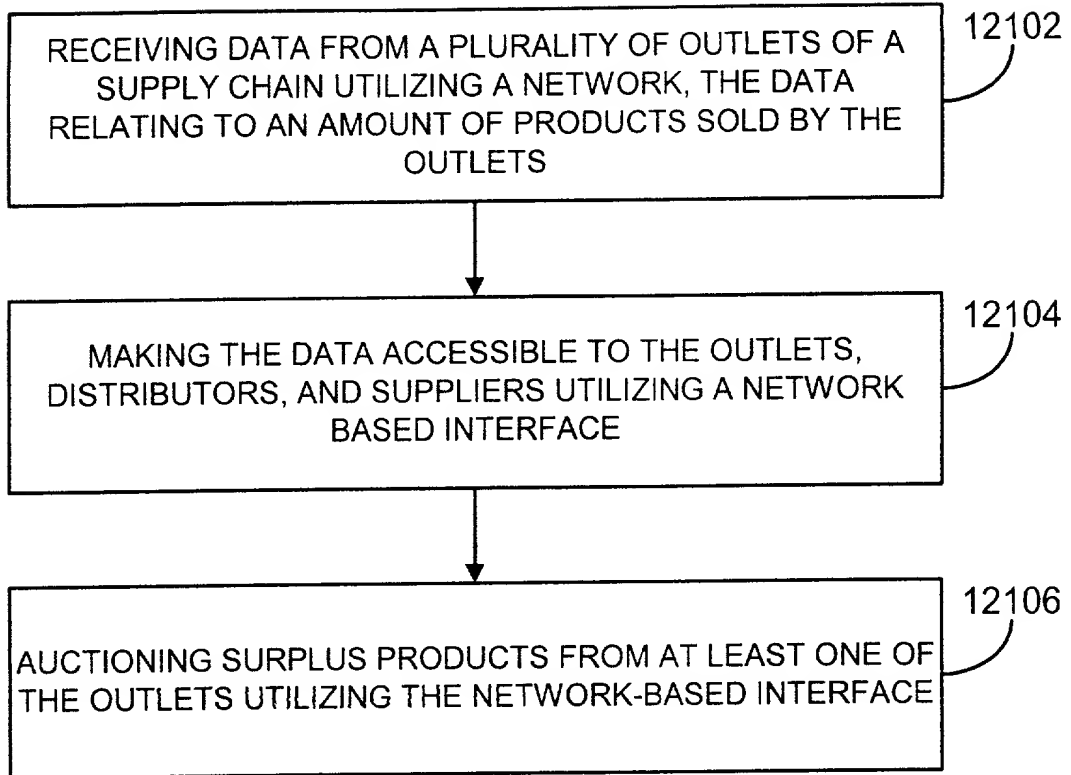 12102
RECEIVING DATA FROM A PLURALITY OF OUTLETS OF A
SUPPLY CHAIN UTILIZING A NETWORK, THE DATA
RELATING TO AN AMOUNT OF PRODUCTS SOLD BY THE
OUTLETS
12104
MAKING THE DATA ACCESSIBLE TO THE OUTLETS,
DISTRIBUTORS, AND SUPPLIERS UTILIZING A NETWORK
BASED INTERFACE
12106
AUCTIONING SURPLUS PRODUCTS FROM AT LEAST ONE OF
THE OUTLETS UTILIZING THE NETWORK-BASED INTERFACE